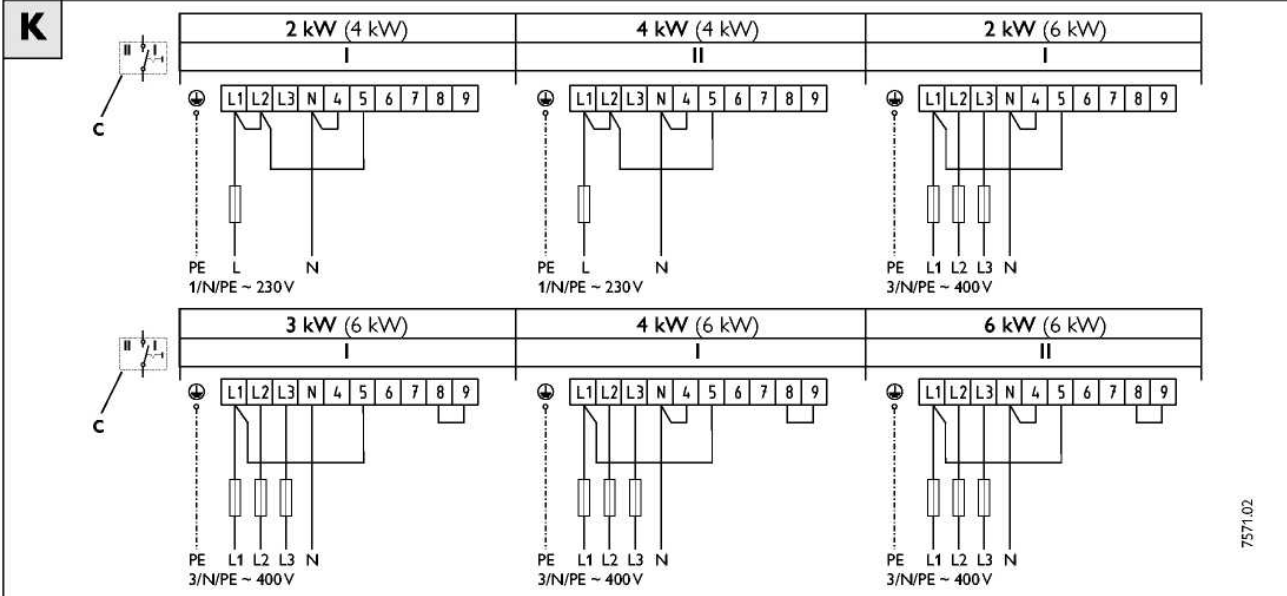 K
2 kW (4 kW) 4 kW (4 kW) 2 kW (6 kW)
II I
I II I
L1 L2 L3 N 4 5 6 7 8 9 L1 L2 L3 N 4 5 6 7 8 9 L1 L2 L3 N 4 5 6 7 8 9
C
PE L N PE L N PE L1 L2 L3 N
1/N/PE ~ 230 V 1/N/PE ~ 230 V 3/N/PE ~ 400 V
3 kW (6 kW) 4 kW (6 kW) 6 kW (6 kW)
II I
I I II
L1 L2 L3 N 4 5 6 7 8 9 L1 L2 L3 N 4 5 6 7 8 9 L1 L2 L3 N 4 5 6 7 8 9
C
PE L1 L2 L3 N PE L1 L2 L3 N PE L1 L2 L3 N
3/N/PE ~ 400 V 3/N/PE ~ 400 V 3/N/PE ~ 400 V
7571.02